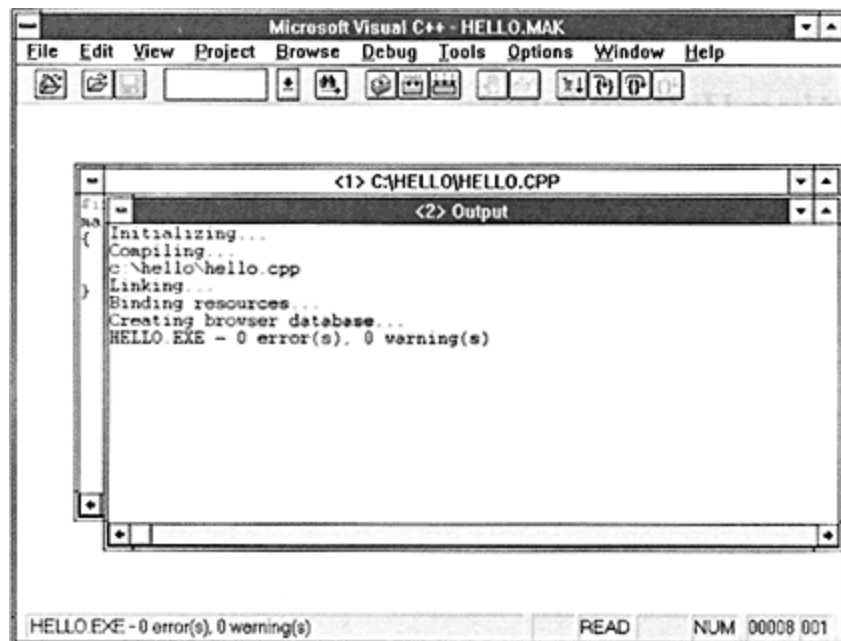 Microsoft Visual C++ - HELLO.MAK
File Edit View Project Browse Debug Tools Options Window Help
<1> C:\HELLO\HELLO.CPP
<2> Output
Initializing...
Compiling...
c:\hello\hello.cpp
Linking...
Binding resources...
Creating browser database...
HELLO.EXE - 0 error(s), 0 warning(s)
{
}
HELLO.EXE - 0 error(s), 0 warning(s) READ NUM 00008 001